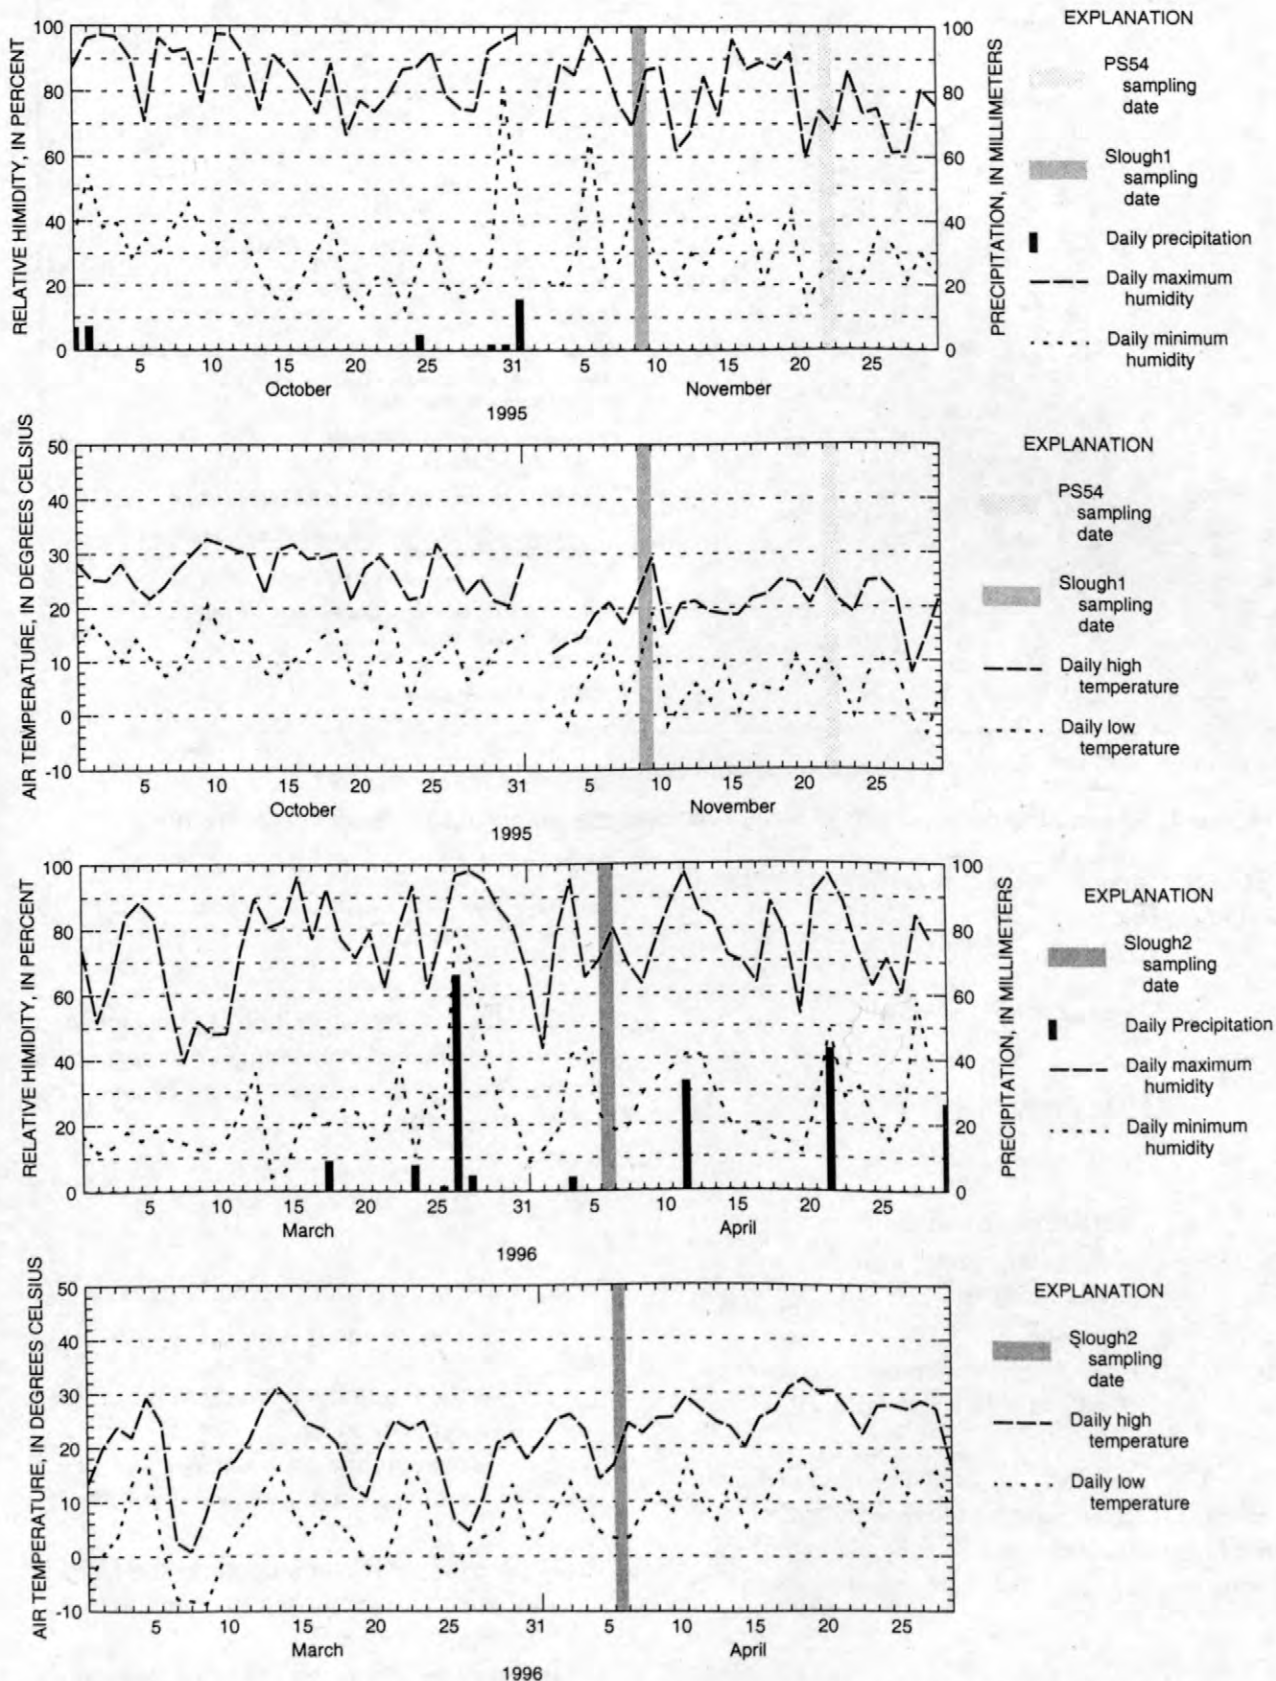 RELATIVE HIMIDITY, IN PERCENT
100
80
60
40
20
0
5
10
15
20
25
31
5
10
15
20
25
October
November
1995
100
80
60
40
20
0
PRECIPITATION, IN MILLIMETERS
EXPLANATION
PS54
sampling
date
Slough1
sampling
date
Daily precipitation
Daily maximum
humidity
Daily minimum
humidity
AIR TEMPERATURE, IN DEGREES CELSIUS
50
40
30
20
10
0
-10
5
10
15
20
25
31
5
10
15
20
25
October
November
1995
EXPLANATION
PS54
sampling
date
Slough1
sampling
date
Daily high
temperature
Daily low
temperature
RELATIVE HIMIDITY, IN PERCENT
100
80
60
40
20
0
5
10
15
20
25
31
5
10
15
20
25
March
April
1996
100
80
60
40
20
0
PRECIPITATION, IN MILLIMETERS
EXPLANATION
Slough2
sampling
date
Daily Precipitation
Daily maximum
humidity
Daily minimum
humidity
AIR TEMPERATURE, IN DEGREES CELSIUS
50
40
30
20
10
0
-10
5
10
15
20
25
31
5
10
15
20
25
March
April
1996
EXPLANATION
Slough2
sampling
date
Daily high
temperature
Daily low
temperature